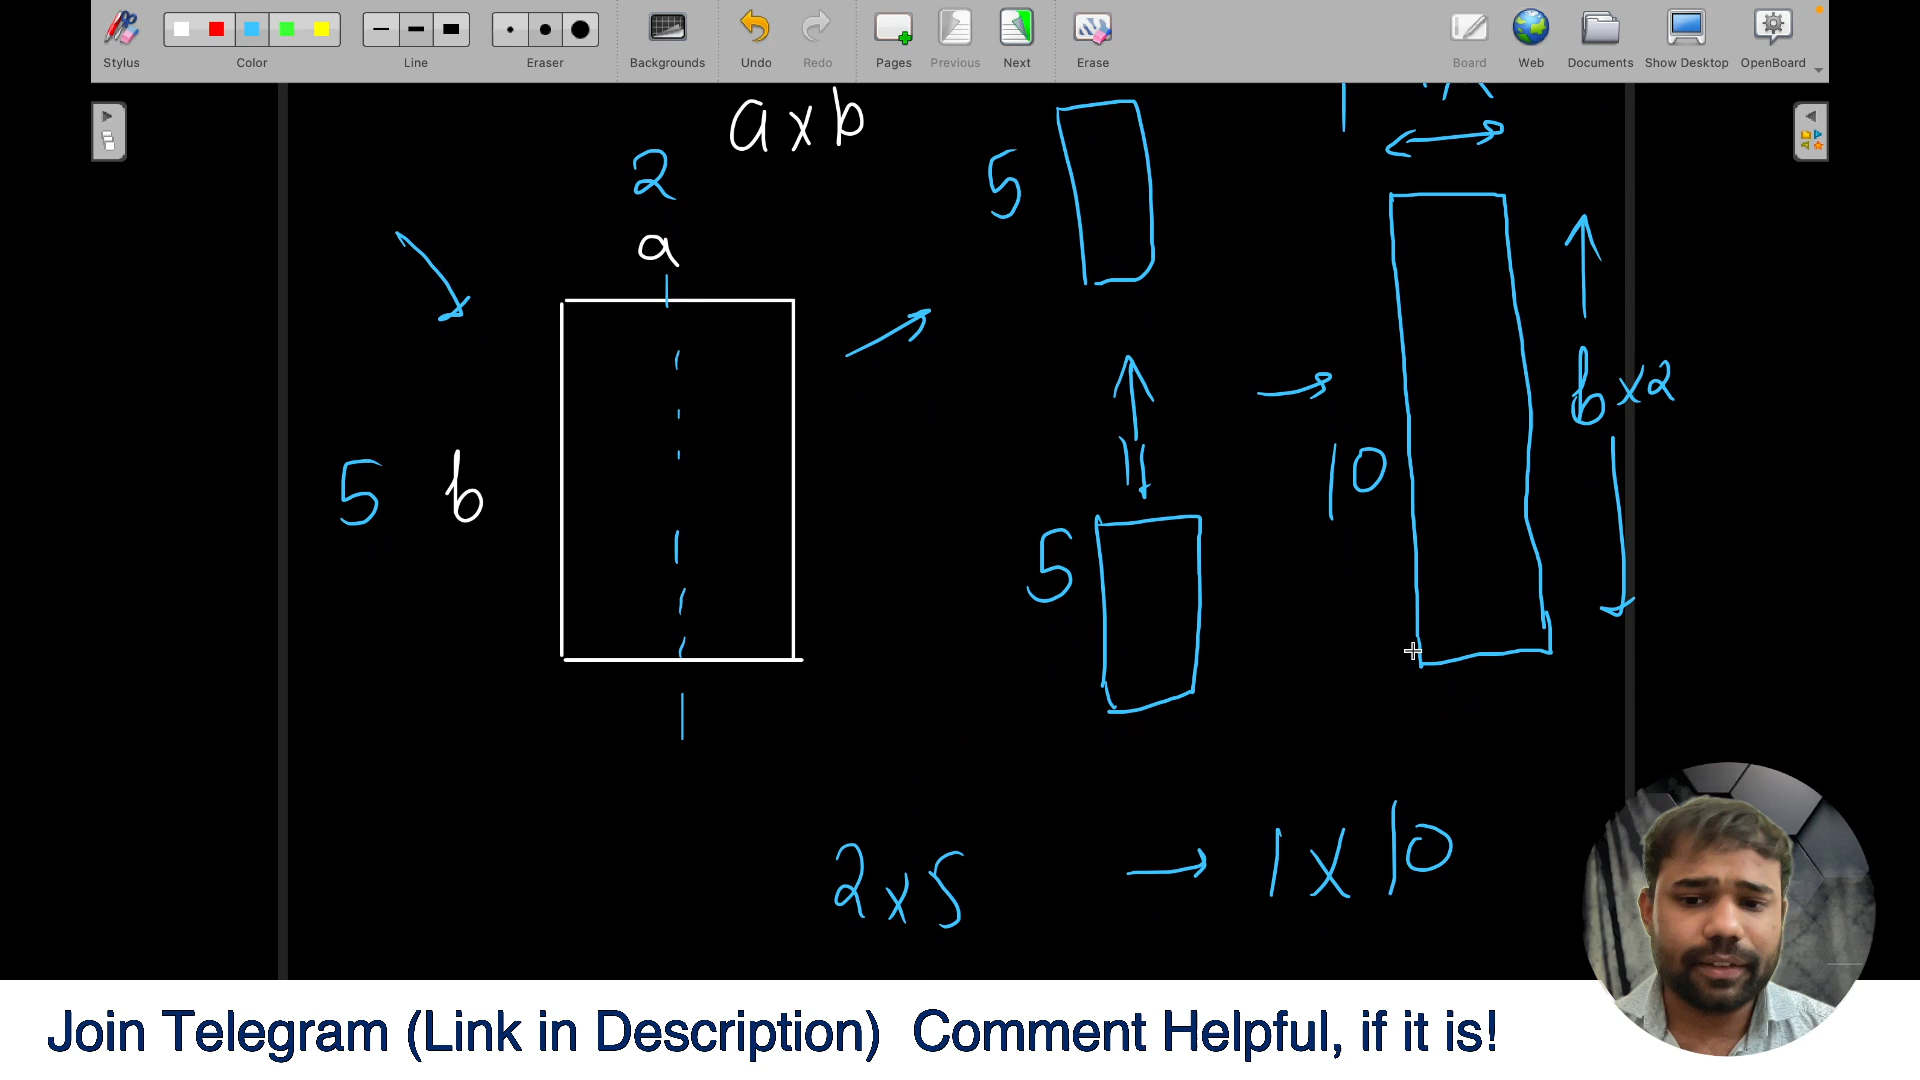 Stylus Color Line Eraser Backgrounds Undo Redo Pages Previous Next Erase Board Web Documents Show Desktop OpenBoard
a x b
2
5
a
b x 2
10
5 b
5
2 x 5 → 1 x 10
Join Telegram (Link in Description) Comment Helpful, if it is!